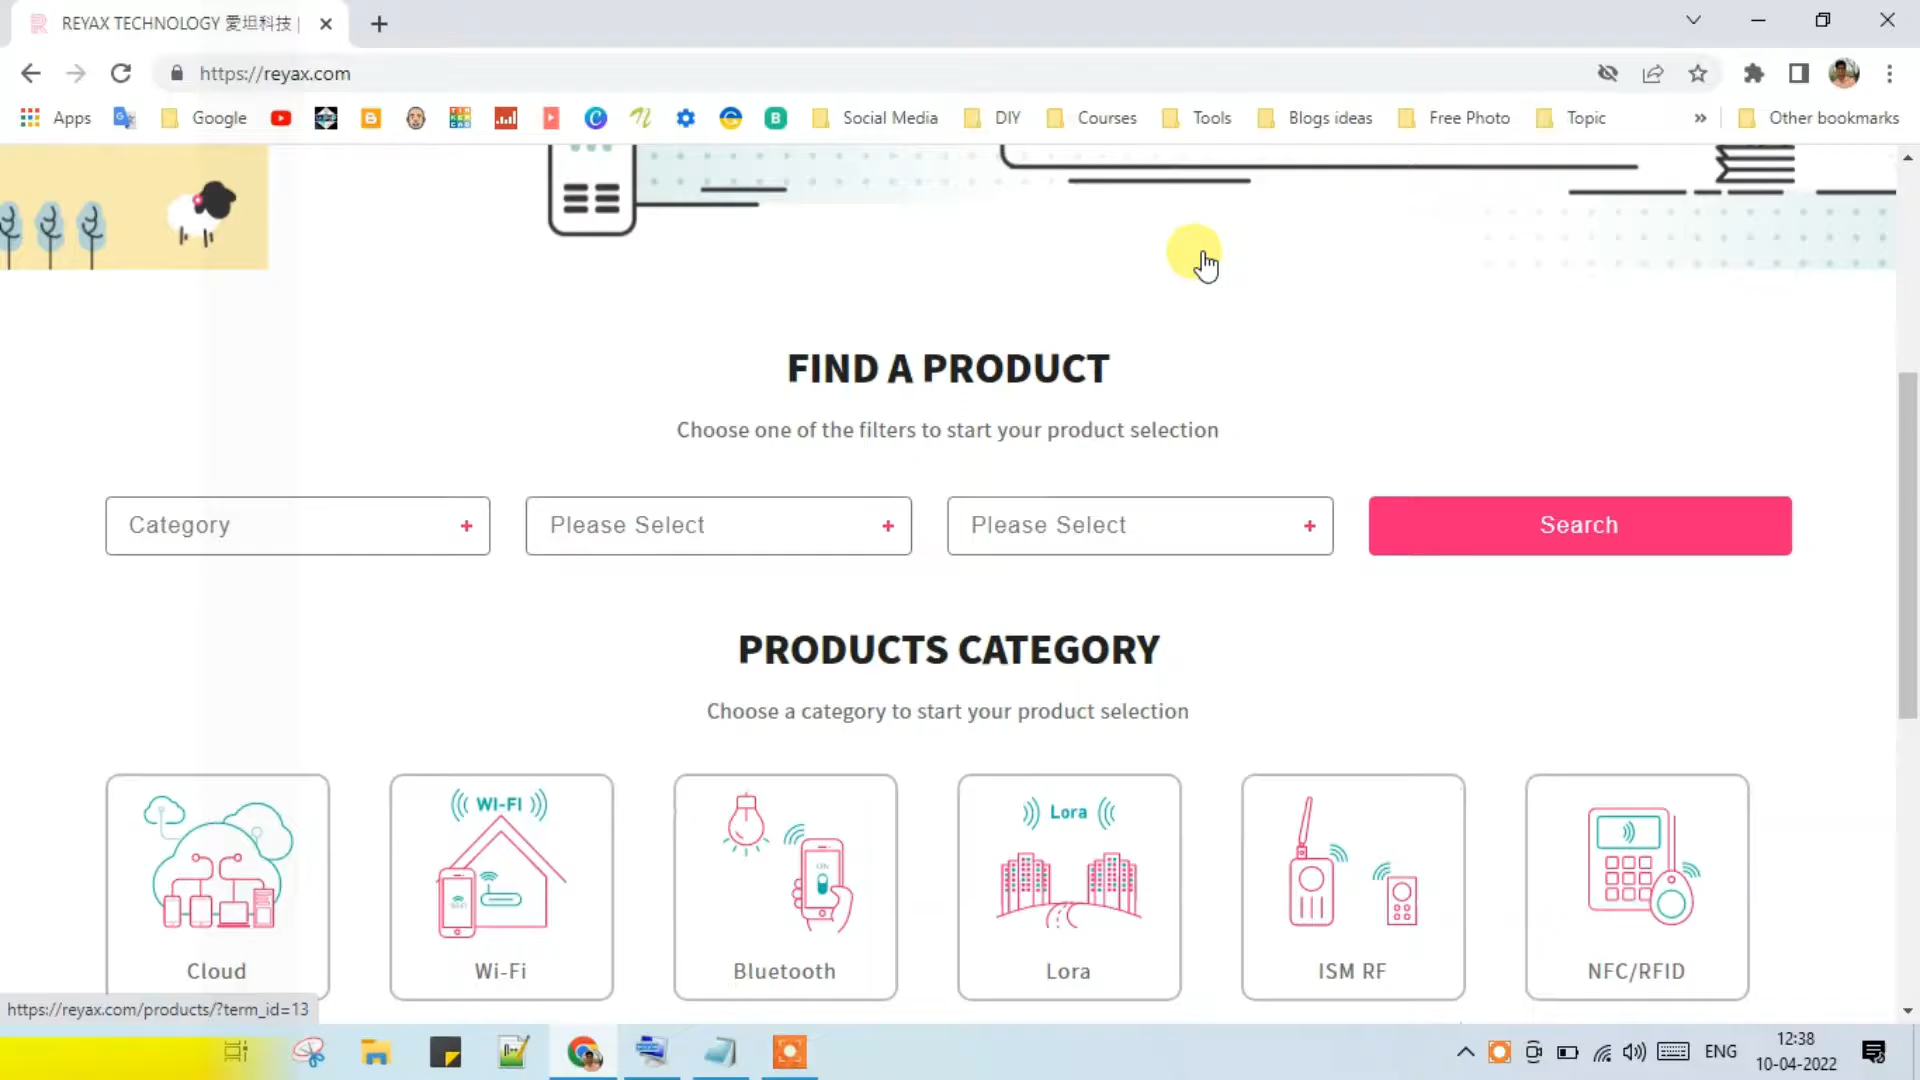 REYAX TECHNOLOGY 愛坦科技 |
https://reyax.com
Apps
Google
Social Media
DIY
Courses
Tools
Blogs ideas
Free Photo
Topic
»
Other bookmarks
FIND A PRODUCT
Choose one of the filters to start your product selection
Category +
Please Select +
Please Select +
Search
PRODUCTS CATEGORY
Choose a category to start your product selection
WI-FI
Lora
ON
Cloud
Wi-Fi
Bluetooth
Lora
ISM RF
NFC/RFID
https://reyax.com/products/?term_id=13
ENG
12:38
10-04-2022